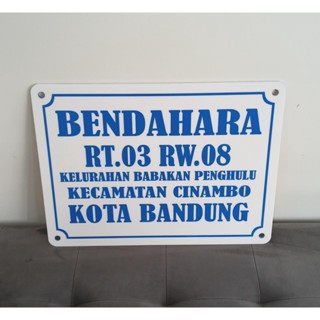 BENDAHARA
RT.03 RW.08
KELURAHAN BABAKAN PENGHULU
KECAMATAN CINAMBO
KOTA BANDUNG